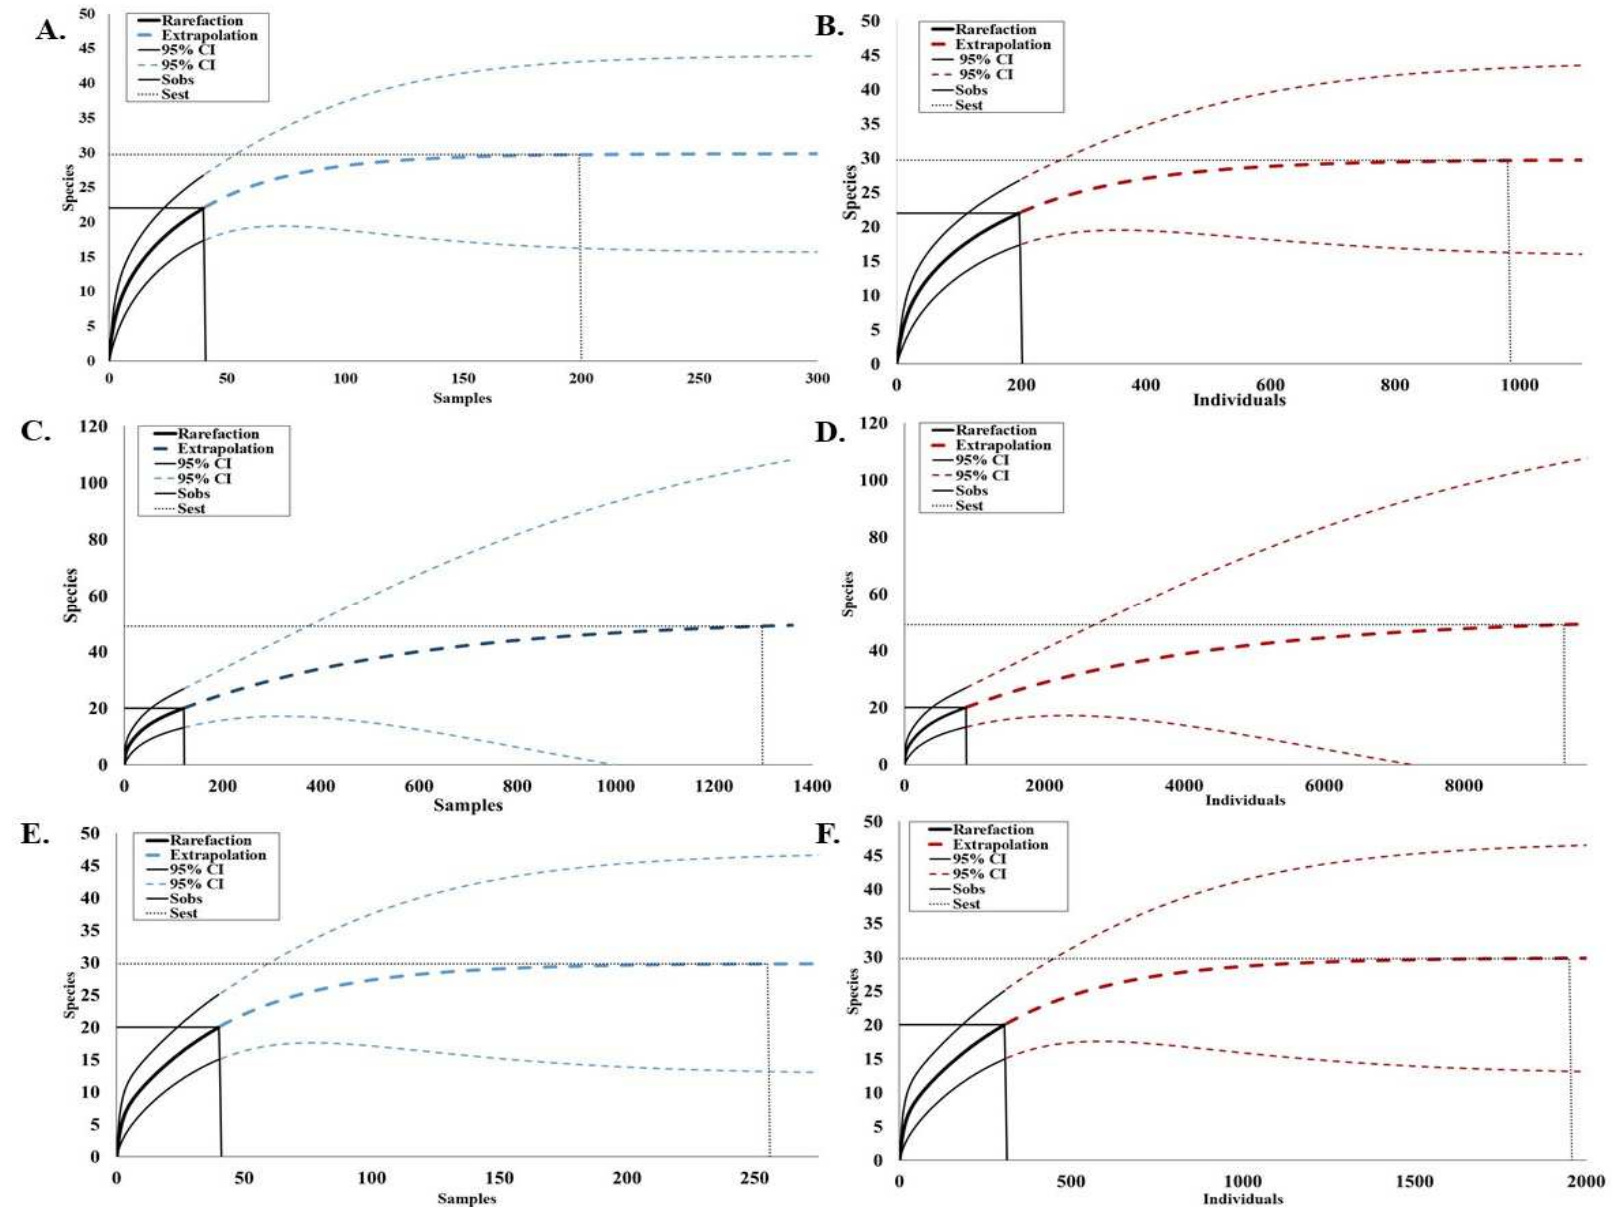 A.
50
45
40
35
30
25
20
15
10
5
0
Species
Rarefaction
Extrapolation
95% CI
95% CI
Sobs
Sest
0 50 100 150 200 250 300
Samples
B.
50
45
40
35
30
25
20
15
10
5
0
Species
Rarefaction
Extrapolation
95% CI
95% CI
Sobs
Sest
0 200 400 600 800 1000
Individuals
C.
120
100
80
60
40
20
0
Species
Rarefaction
Extrapolation
95% CI
95% CI
Sobs
Sest
0 200 400 600 800 1000 1200 1400
Samples
D.
120
100
80
60
40
20
0
Species
Rarefaction
Extrapolation
95% CI
95% CI
Sobs
Sest
0 2000 4000 6000 8000
Individuals
E.
50
45
40
35
30
25
20
15
10
5
0
Species
Rarefaction
Extrapolation
95% CI
95% CI
Sobs
Sest
0 50 100 150 200 250
Samples
F.
50
45
40
35
30
25
20
15
10
5
0
Species
Rarefaction
Extrapolation
95% CI
95% CI
Sobs
Sest
0 500 1000 1500 2000
Individuals